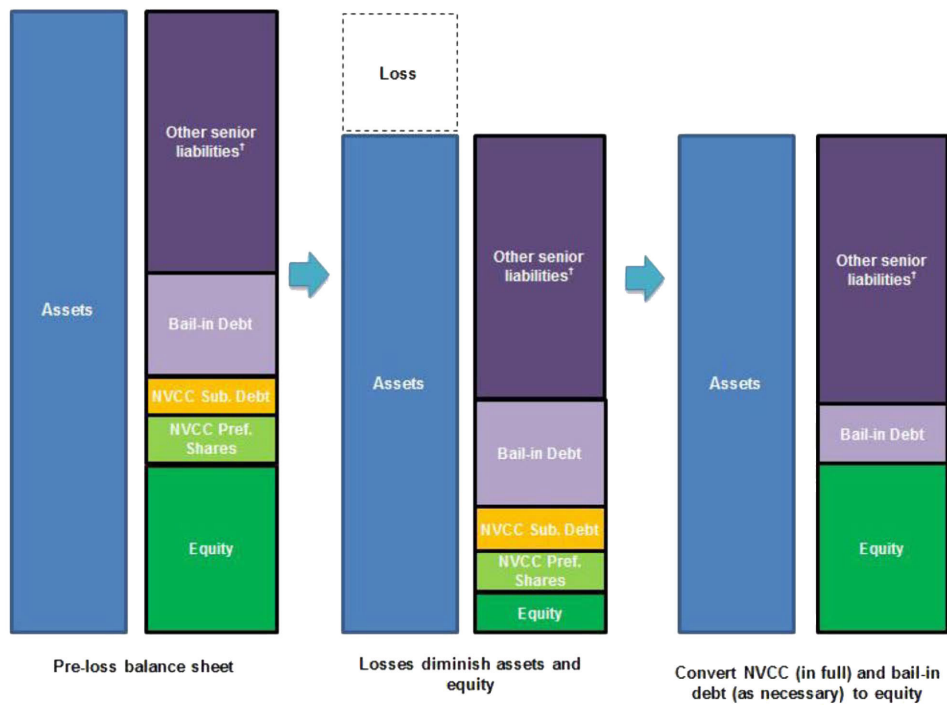 Assets
Other senior
liabilities†
Bail-in Debt
NVCC Sub. Debt
NVCC Pref.
Shares
Equity
Pre-loss balance sheet
Loss
Assets
Other senior
liabilities†
Bail-in Debt
NVCC Sub. Debt
NVCC Pref.
Shares
Equity
Losses diminish assets and
equity
Assets
Other senior
liabilities†
Bail-in Debt
Equity
Convert NVCC (in full) and bail-in
debt (as necessary) to equity